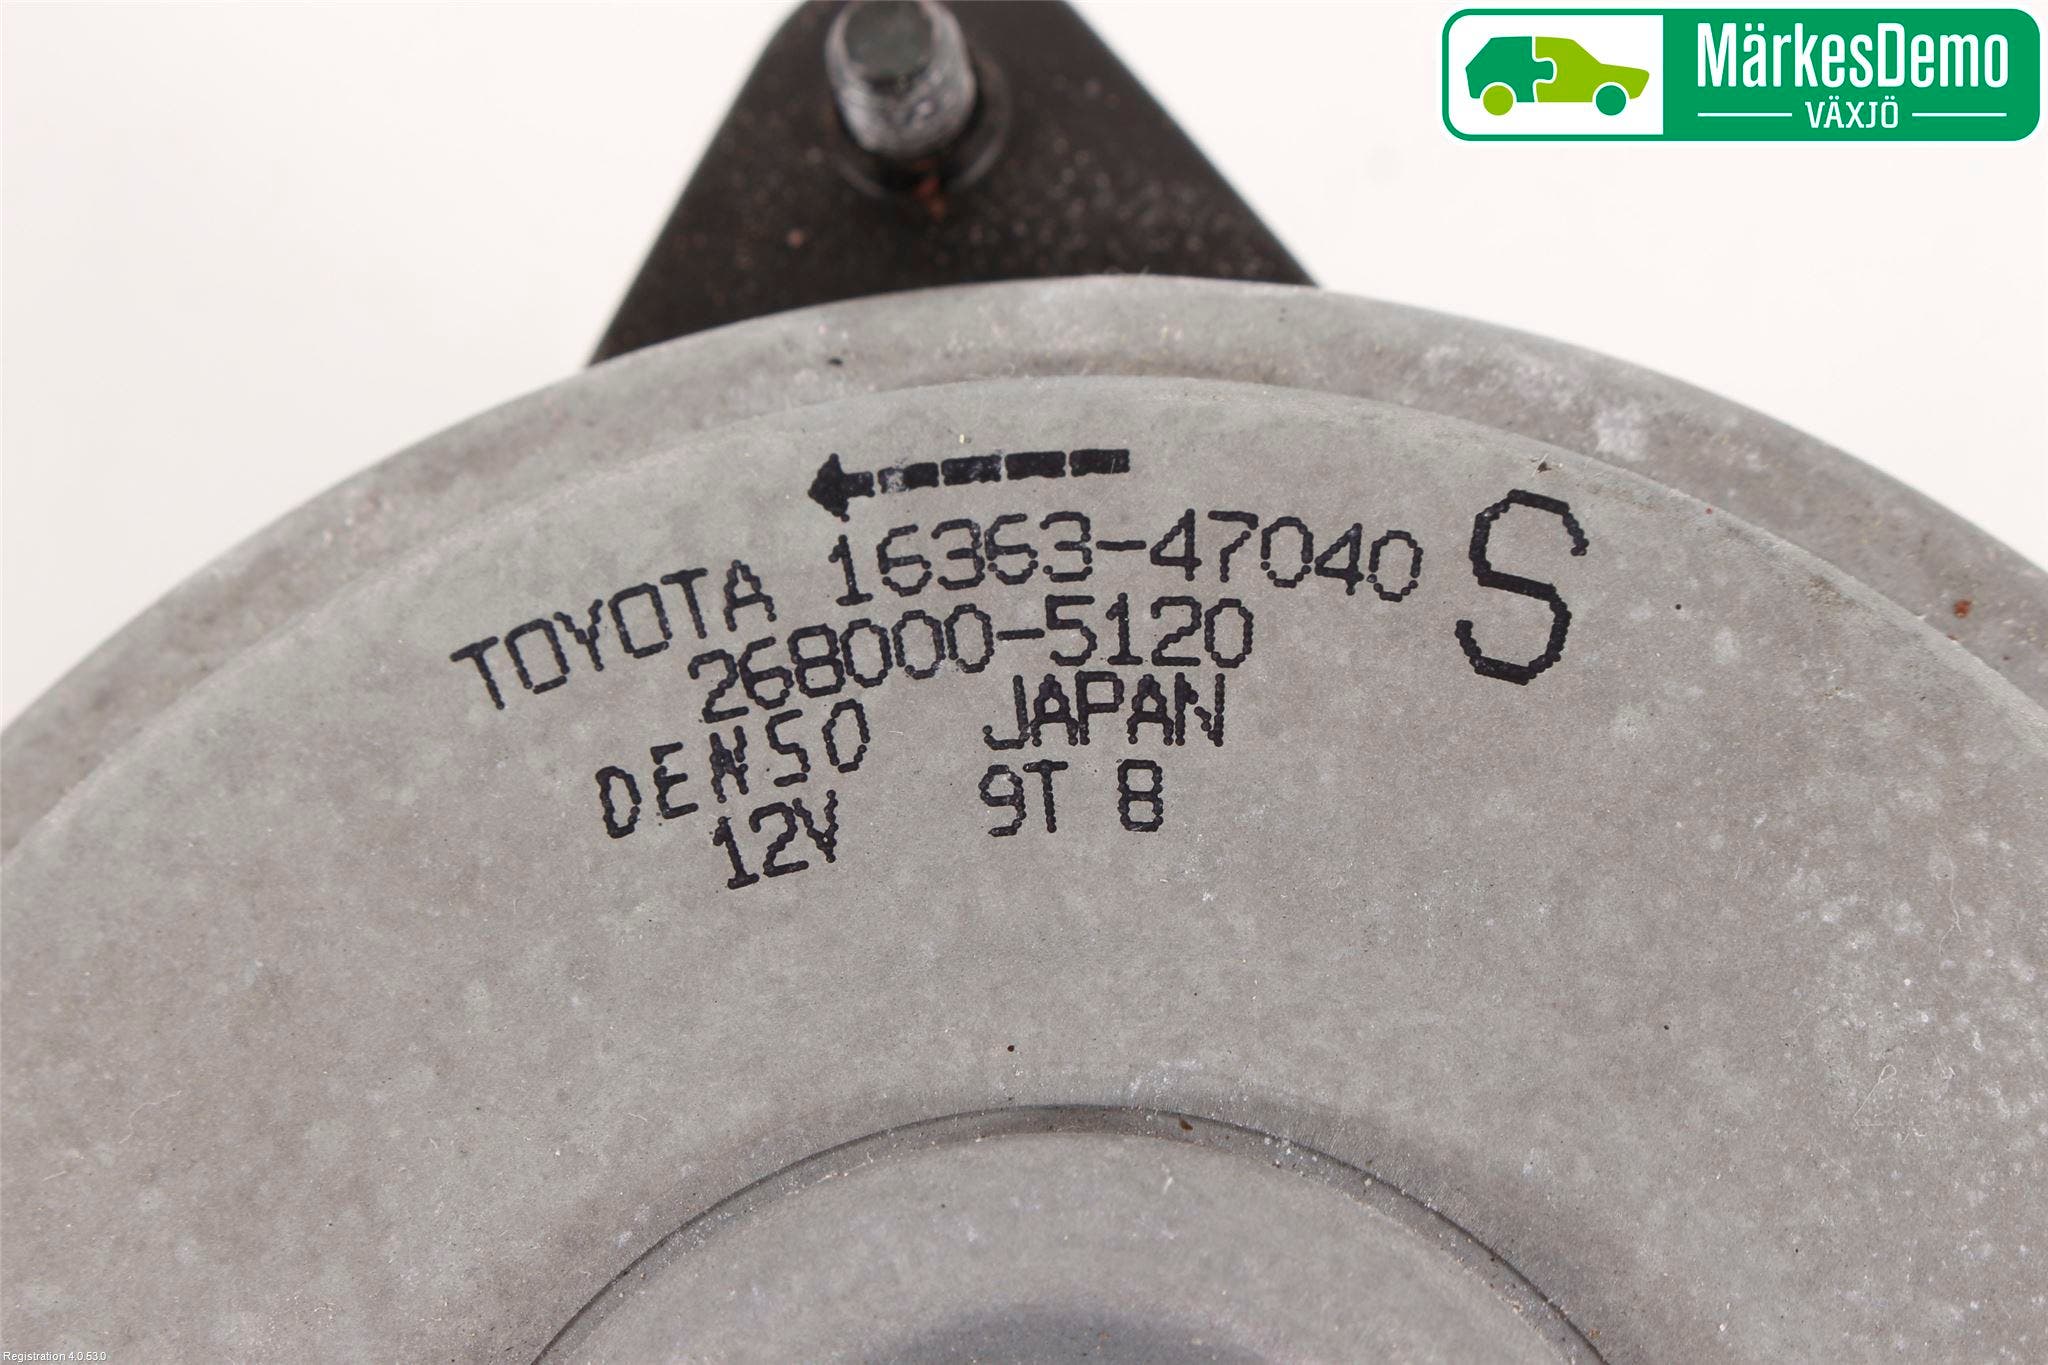 MärkesDemo
VÄXJÖ
TOYOTA 16363-47040 S
268000-5120
DENSO JAPAN
12V 9T 8
Registration 4.0.53.0